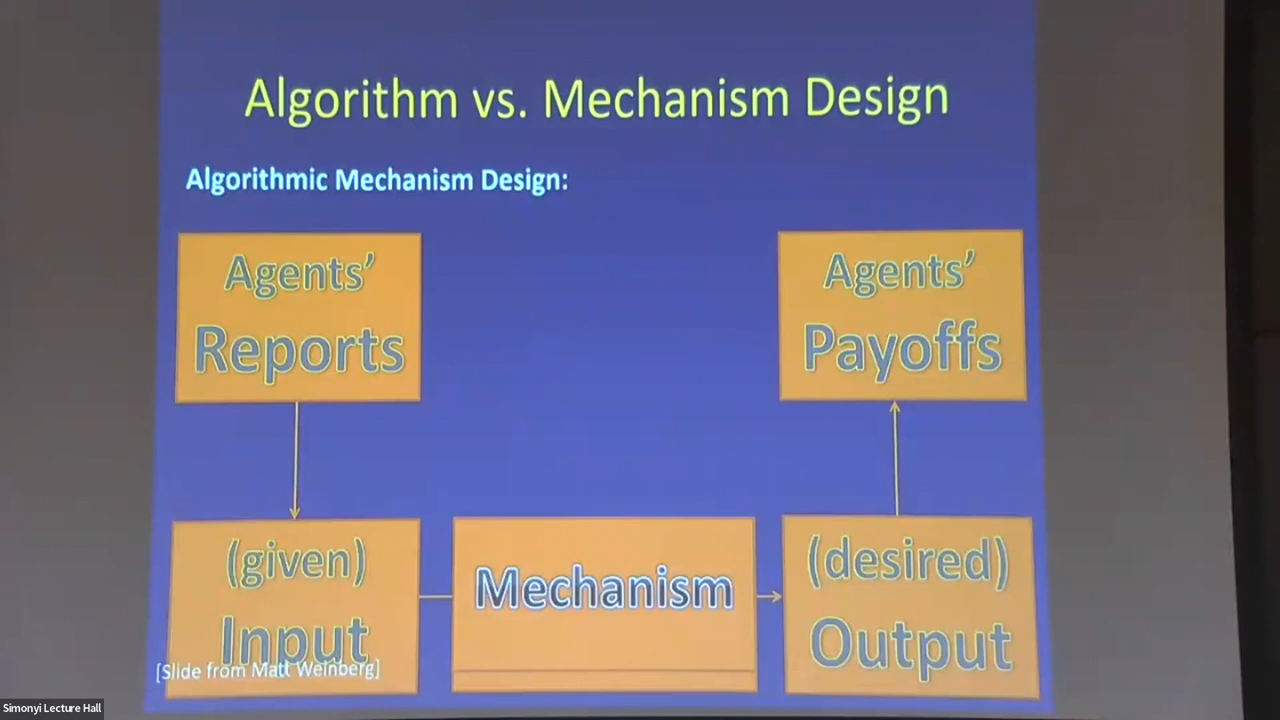 Algorithm vs. Mechanism Design
Algorithmic Mechanism Design:
Agents’
Reports
Agents’
Payoffs
(given)
Input
Mechanism
(desired)
Output
[Slide from Matt Weinberg]
Simonyi Lecture Hall